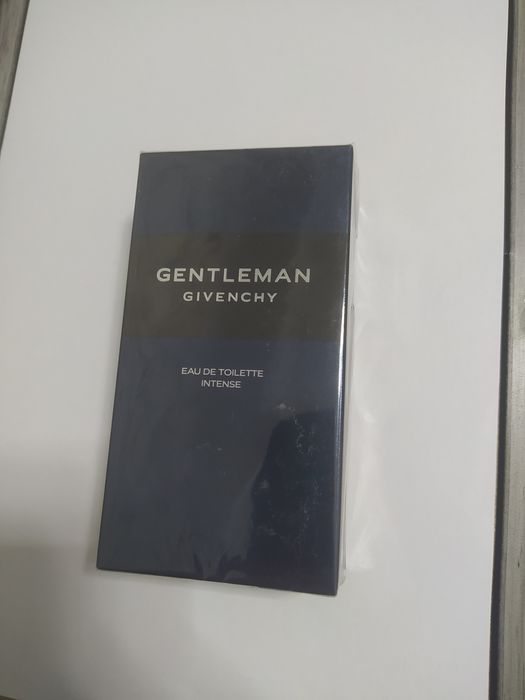 GENTLEMAN
GIVENCHY
EAU DE TOILETTE
INTENSE